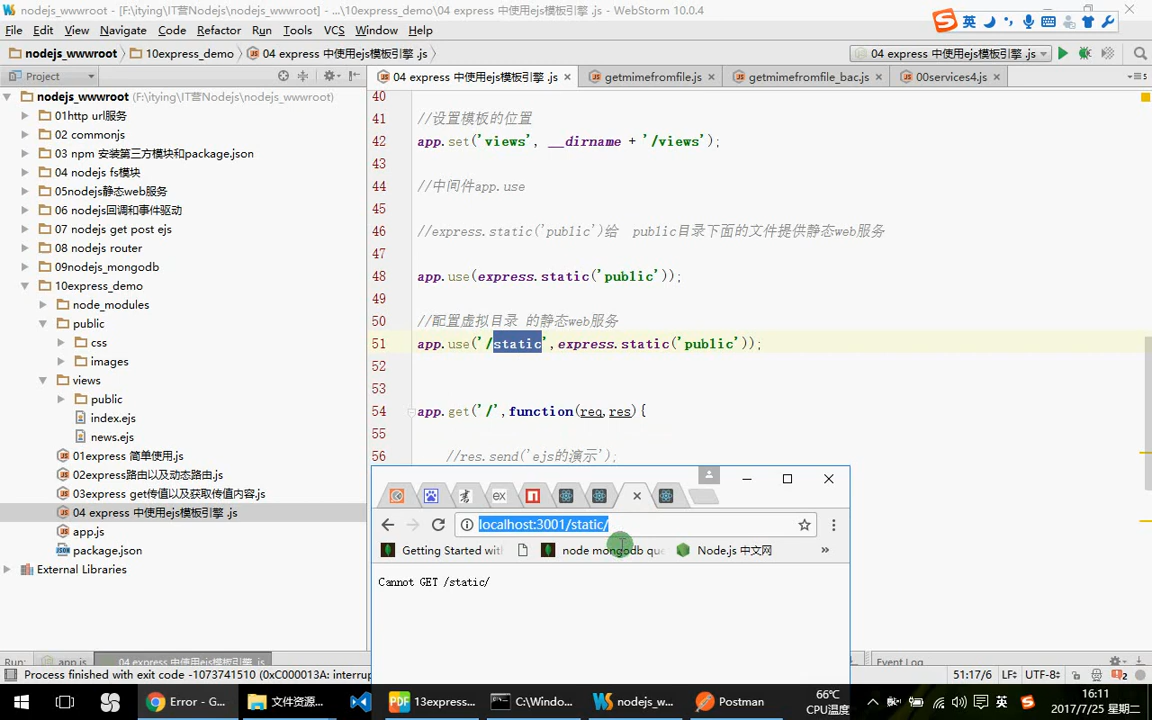 nodejs_wwwroot - [F:\itying\IT营Nodejs\nodejs_wwwroot] - ...\10express_demo\04 express 中使用ejs模板引擎 .js - WebStorm 10.0.4
File Edit View Navigate Code Refactor Run Tools VCS Window Help
英
nodejs_wwwroot 10express_demo 04 express 中使用ejs模板引擎 .js
04 express 中使用ejs模板引擎 .js
Project
04 express 中使用ejs模板引擎 .js getmimefromfile.js getmimefromfile_bac.js 00services4.js
nodejs_wwwroot (F:\itying\IT营Nodejs\nodejs_wwwroot)
01http url服务
02 commonjs
03 npm 安装第三方模块和package.json
04 nodejs fs模块
05nodejs静态web服务
06 nodejs回调和事件驱动
07 nodejs get post ejs
08 nodejs router
09nodejs_mongodb
10express_demo
node_modules
public
css
images
views
public
index.ejs
news.ejs
01express 简单使用.js
02express路由以及动态路由.js
03express get传值以及获取传值内容.js
04 express 中使用ejs模板引擎 .js
app.js
package.json
External Libraries
40
41 //设置模板的位置
42 app.set('views', __dirname + '/views');
43
44 //中间件app.use
45
46 //express.static('public')给 public目录下面的文件提供静态web服务
47
48 app.use(express.static('public'));
49
50 //配置虚拟目录 的静态web服务
51 app.use('/static',express.static('public'));
52
53
54 app.get('/',function(req,res){
55
56 //res.send('ejs的演示');
localhost:3001/static/
Getting Started with node mongodb que Node.js 中文网 »
Cannot GET /static/
Run: app.js 04 express 中使用ejs模板引擎 .js Event Log
Process finished with exit code -1073741510 (0xC000013A: interrup
51:17/6 LF÷ UTF-8÷ 2
Error - G... 文件资源... 13express... C:\Windo... nodejs_w... Postman
66℃
CPU温度
英
16:11
2017/7/25 星期二